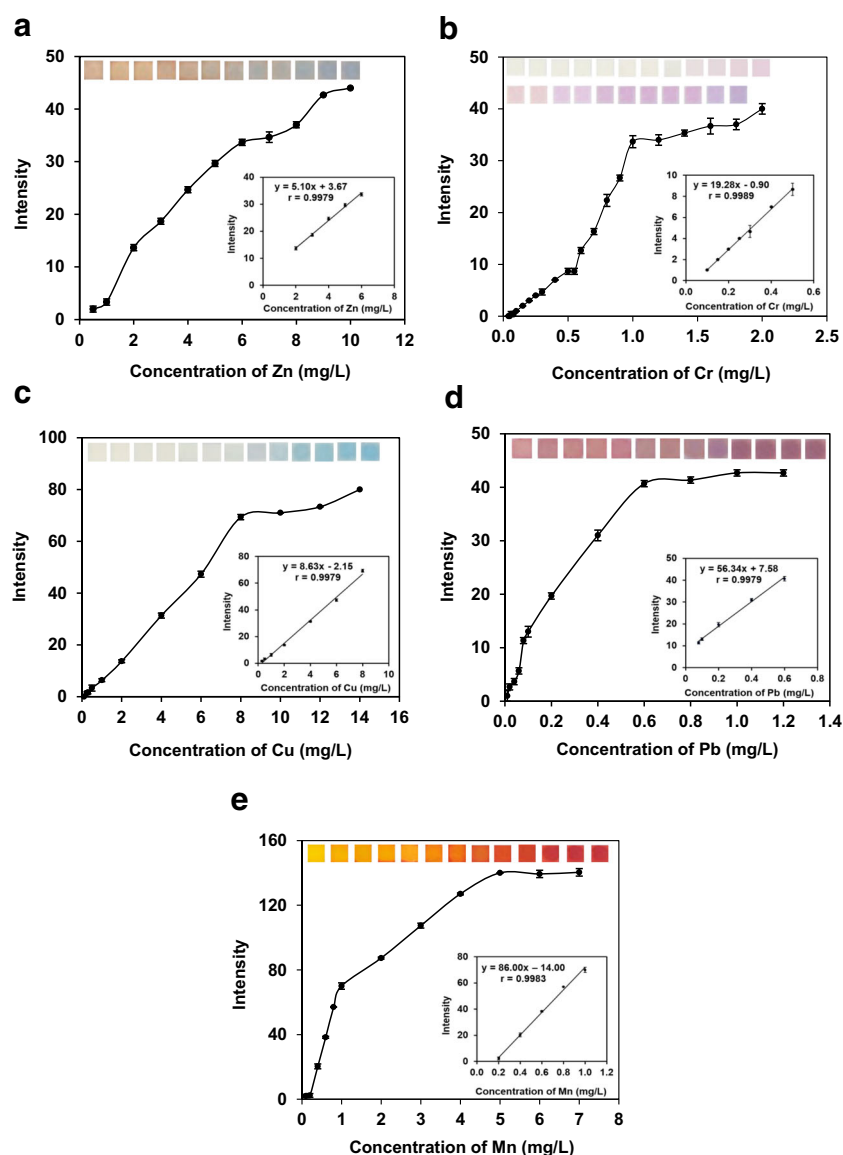 a
50
40
30
20
10
0
0 2 4 6 8 10 12
Intensity
Concentration of Zn (mg/L)
y = 5.10x + 3.67
r = 0.9979
40
30
20
10
0
0 2 4 6 8
Intensity
Concentration of Zn (mg/L)
b
50
40
30
20
10
0
0.0 0.5 1.0 1.5 2.0 2.5
Intensity
Concentration of Cr (mg/L)
y = 19.28x - 0.90
r = 0.9989
10
8
6
4
2
0
0.0 0.2 0.4 0.6
Intensity
Concentration of Cr (mg/L)
c
100
80
60
40
20
0
0 2 4 6 8 10 12 14 16
Intensity
Concentration of Cu (mg/L)
y = 8.63x - 2.15
r = 0.9979
80
60
40
20
0
0 2 4 6 8 10
Intensity
Concentration of Cu (mg/L)
d
50
40
30
20
10
0
0.0 0.2 0.4 0.6 0.8 1.0 1.2 1.4
Intensity
Concentration of Pb (mg/L)
y = 56.34x + 7.58
r = 0.9979
50
40
30
20
10
0
0.0 0.2 0.4 0.6 0.8
Intensity
Concentration of Pb (mg/L)
e
160
120
80
40
0
0 1 2 3 4 5 6 7 8
Intensity
Concentration of Mn (mg/L)
y = 86.00x – 14.00
r = 0.9983
80
60
40
20
0
0.0 0.2 0.4 0.6 0.8 1.0 1.2
Intensity
Concentration of Mn (mg/L)